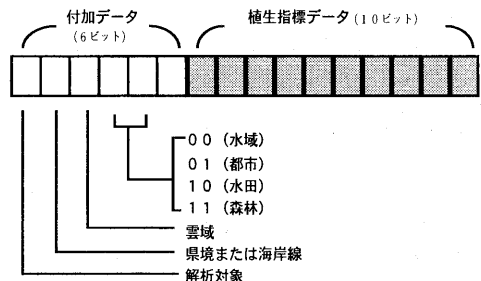 付加データ
(6ビット)
植生指標データ(10ビット)
00(水域)
01(都市)
10(水田)
11(森林)
雲域
県境または海岸線
解析対象